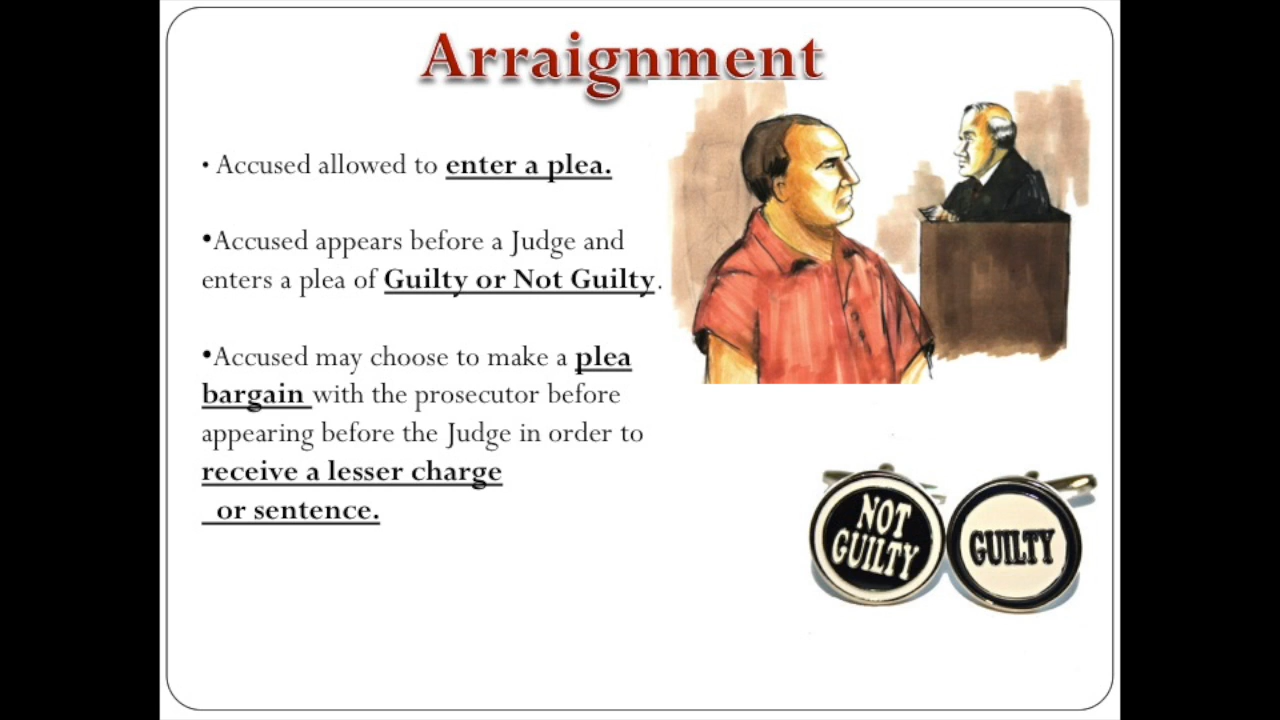 Arraignment
• Accused allowed to enter a plea.
•Accused appears before a Judge and
enters a plea of Guilty or Not Guilty.
•Accused may choose to make a plea
bargain with the prosecutor before
appearing before the Judge in order to
receive a lesser charge
or sentence.
NOT
GUILTY
GUILTY